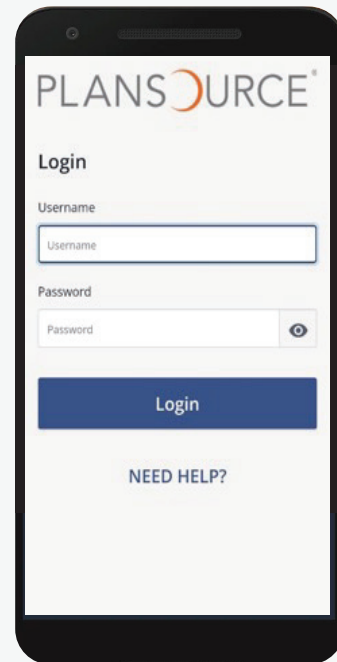 PLANSOURCE®
Login
Username
Username
Password
Password
Login
NEED HELP?